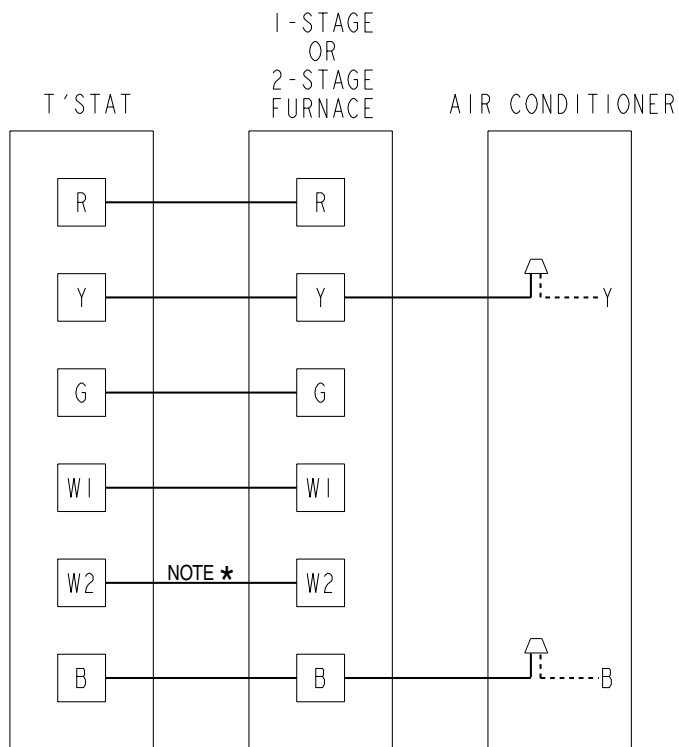 1-STAGE
OR
2-STAGE
FURNACE
T'STAT
AIR CONDITIONER
R R
Y Y Y
G G
W1 W1
W2 NOTE * W2
B B B